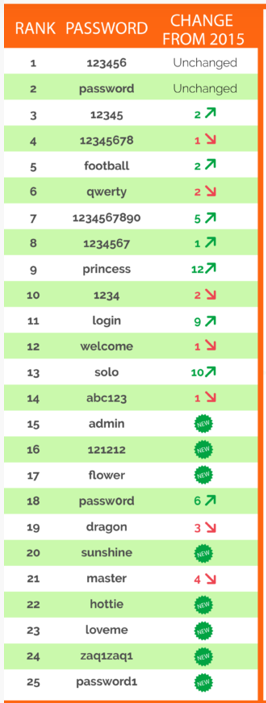 RANK PASSWORD CHANGE FROM 2015
1 123456 Unchanged
2 password Unchanged
3 12345 2 ↗
4 12345678 1 ↘
5 football 2 ↗
6 qwerty 2 ↘
7 1234567890 5 ↗
8 1234567 1 ↗
9 princess 12 ↗
10 1234 2 ↘
11 login 9 ↗
12 welcome 1 ↘
13 solo 10 ↗
14 abc123 1 ↘
15 admin NEW
16 121212 NEW
17 flower NEW
18 passw0rd 6 ↗
19 dragon 3 ↘
20 sunshine NEW
21 master 4 ↘
22 hottie NEW
23 loveme NEW
24 zaq1zaq1 NEW
25 password1 NEW